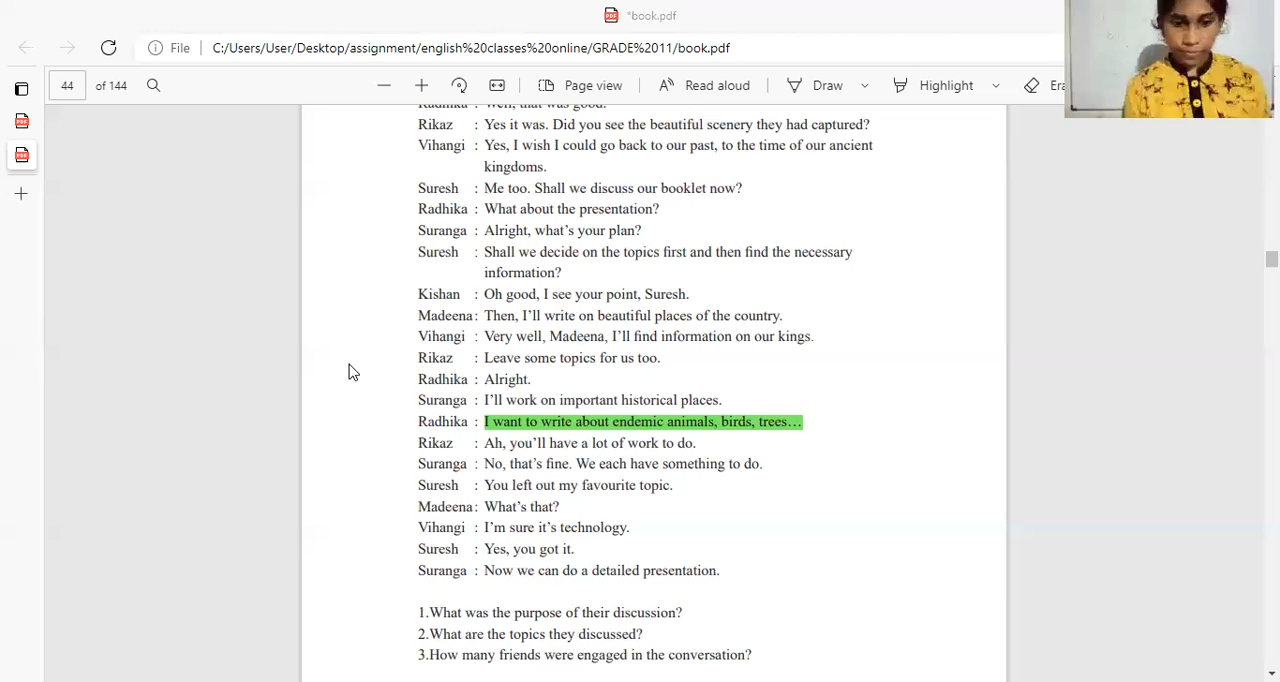 *book.pdf
File C:/Users/User/Desktop/assignment/english%20classes%20online/GRADE%2011/book.pdf
44 of 144 Page view Read aloud Draw Highlight
Radhika : Well, that was good.
Rikaz : Yes it was. Did you see the beautiful scenery they had captured?
Vihangi : Yes, I wish I could go back to our past, to the time of our ancient
kingdoms.
Suresh : Me too. Shall we discuss our booklet now?
Radhika : What about the presentation?
Suranga : Alright, what's your plan?
Suresh : Shall we decide on the topics first and then find the necessary
information?
Kishan : Oh good, I see your point, Suresh.
Madeena : Then, I'll write on beautiful places of the country.
Vihangi : Very well, Madeena, I'll find information on our kings.
Rikaz : Leave some topics for us too.
Radhika : Alright.
Suranga : I'll work on important historical places.
Radhika : I want to write about endemic animals, birds, trees…
Rikaz : Ah, you'll have a lot of work to do.
Suranga : No, that's fine. We each have something to do.
Suresh : You left out my favourite topic.
Madeena : What's that?
Vihangi : I'm sure it's technology.
Suresh : Yes, you got it.
Suranga : Now we can do a detailed presentation.
1.What was the purpose of their discussion?
2.What are the topics they discussed?
3.How many friends were engaged in the conversation?